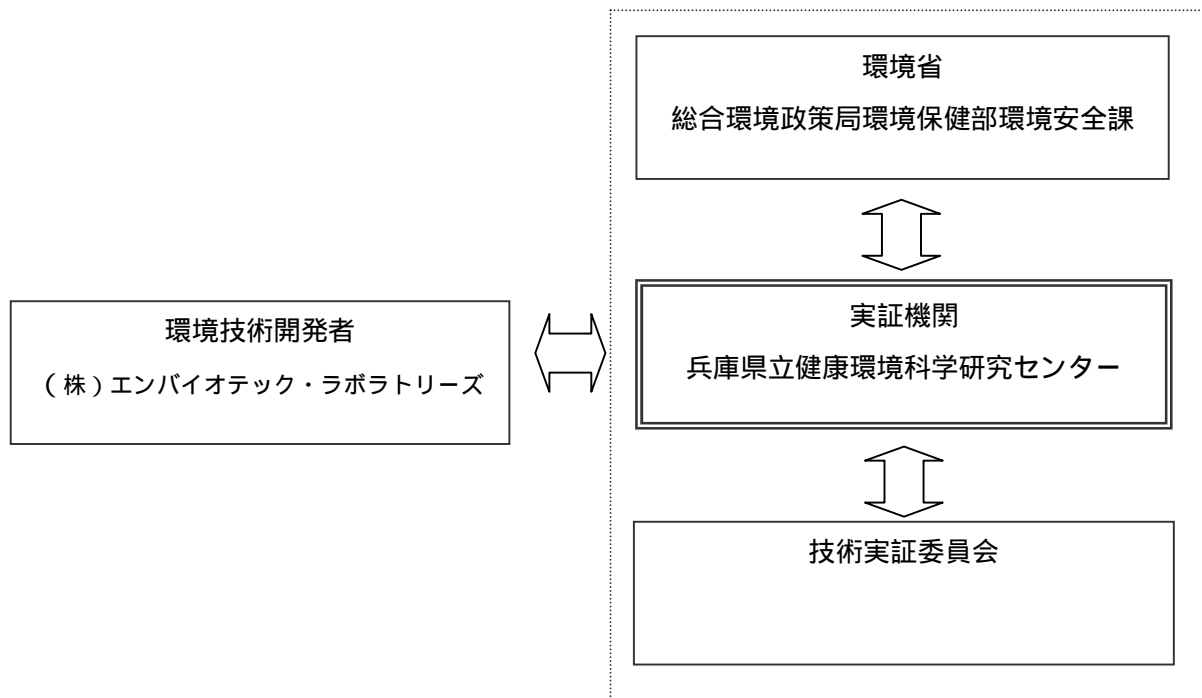 環境省
総合環境政策局環境保健部環境安全課
実証機関
兵庫県立健康環境科学研究センター
環境技術開発者
（株）エンバイオテック・ラボラトリーズ
技術実証委員会